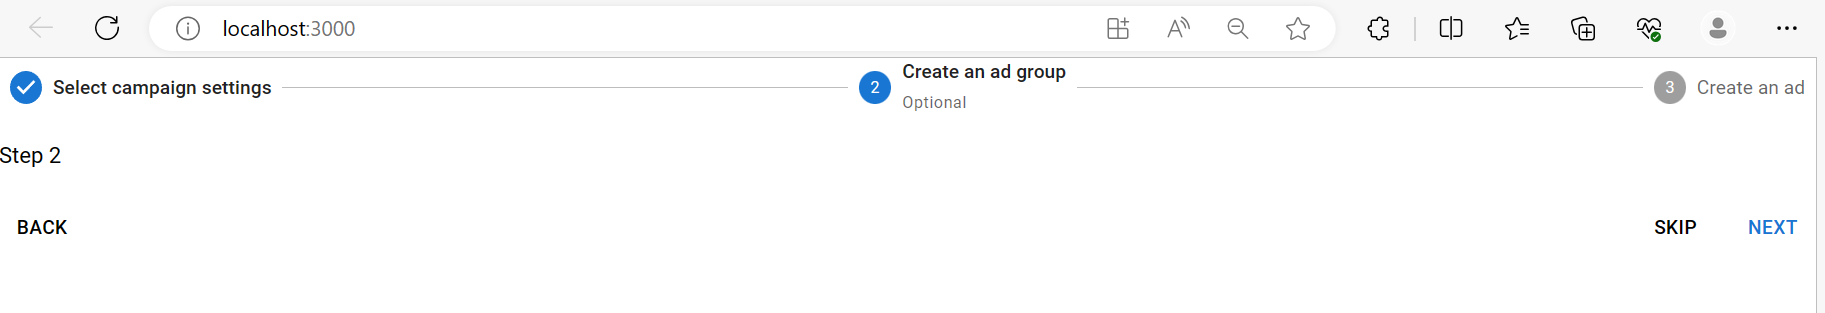 localhost:3000
Select campaign settings
2
Create an ad group
Optional
3
Create an ad
Step 2
BACK
SKIP
NEXT